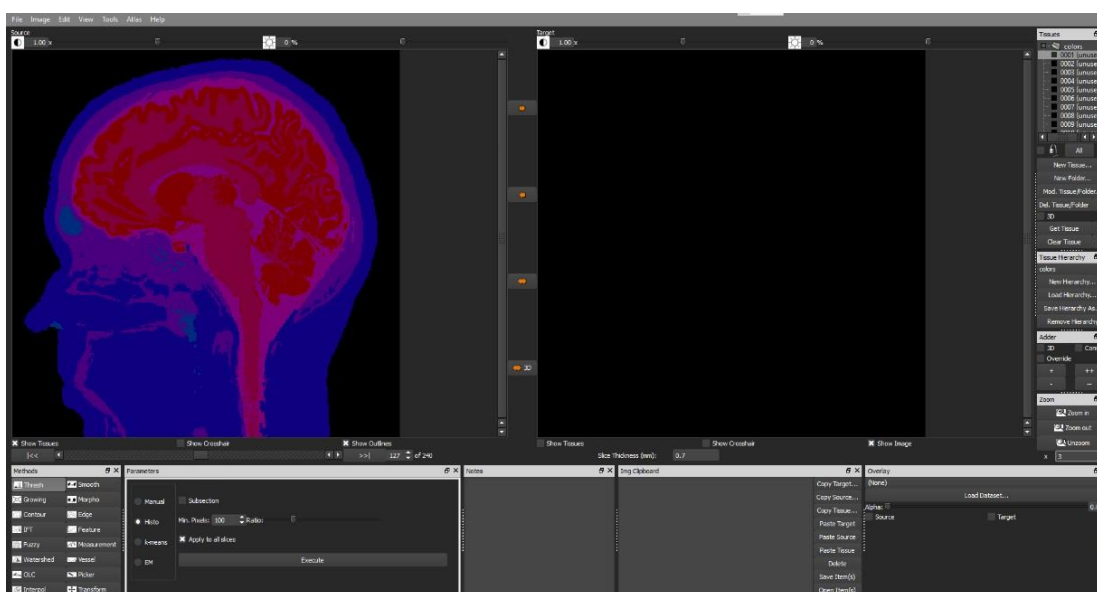 File Image Edit View Tools Atlas Help
Source
1.00 x
0 %
Target
1.00 x
0 %
Tissues
colors
0001 [unuse
0002 [unuse
0003 [unuse
0004 [unuse
0005 [unuse
0006 [unuse
0007 [unuse
0008 [unuse
0009 [unuse
All
New Tissue...
New Folder...
Mod. Tissue/Folder.
Del. Tissue/Folder
3D
Get Tissue
Clear Tissue
Tissue Hierarchy
colors
New Hierarchy...
Load Hierarchy...
Save Hierarchy As.
Remove Hierarchy
Adder
3D Con
Override
+ ++
- --
Zoom
Zoom in
Zoom out
Unzoom
x 3
3D
Show Tissues Show Crosshair Show Outlines
|<< >>| 127 of 240
Show Tissues Show Crosshair Show Image
Slice Thickness (mm): 0.7
Methods
Thresh Smooth
Growing Morpho
Contour Edge
IFT Feature
Fuzzy Measurement
Watershed Vessel
OLC Picker
Interpol Transform
Parameters
Manual
Histo
k-means
EM
Subsection
Min. Pixels: 100 Ratio:
Apply to all slices
Execute
Notes
Img Clipboard
Copy Target...
Copy Source...
Copy Tissue...
Paste Target
Paste Source
Paste Tissue
Delete
Save Item(s)
Open Item(s)
Overlay
(None)
Load Dataset...
Alpha: 0.
Source Target